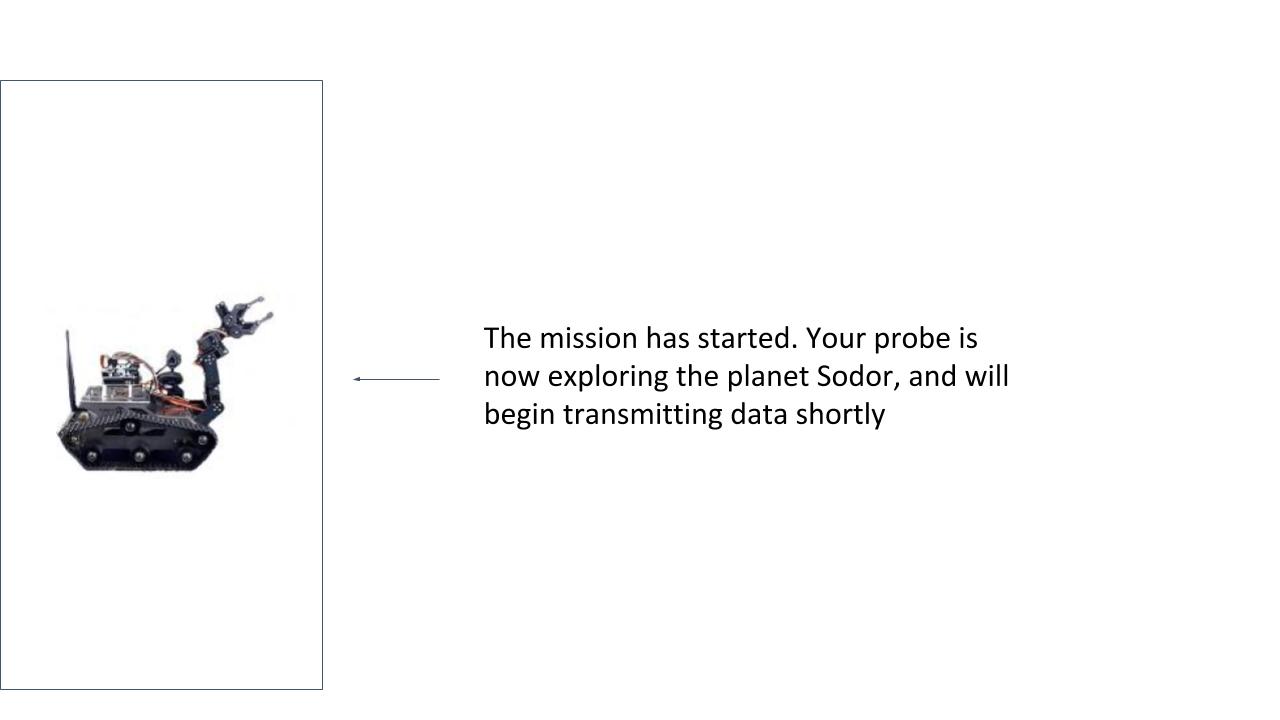 The mission has started. Your probe is
now exploring the planet Sodor, and will
begin transmitting data shortly